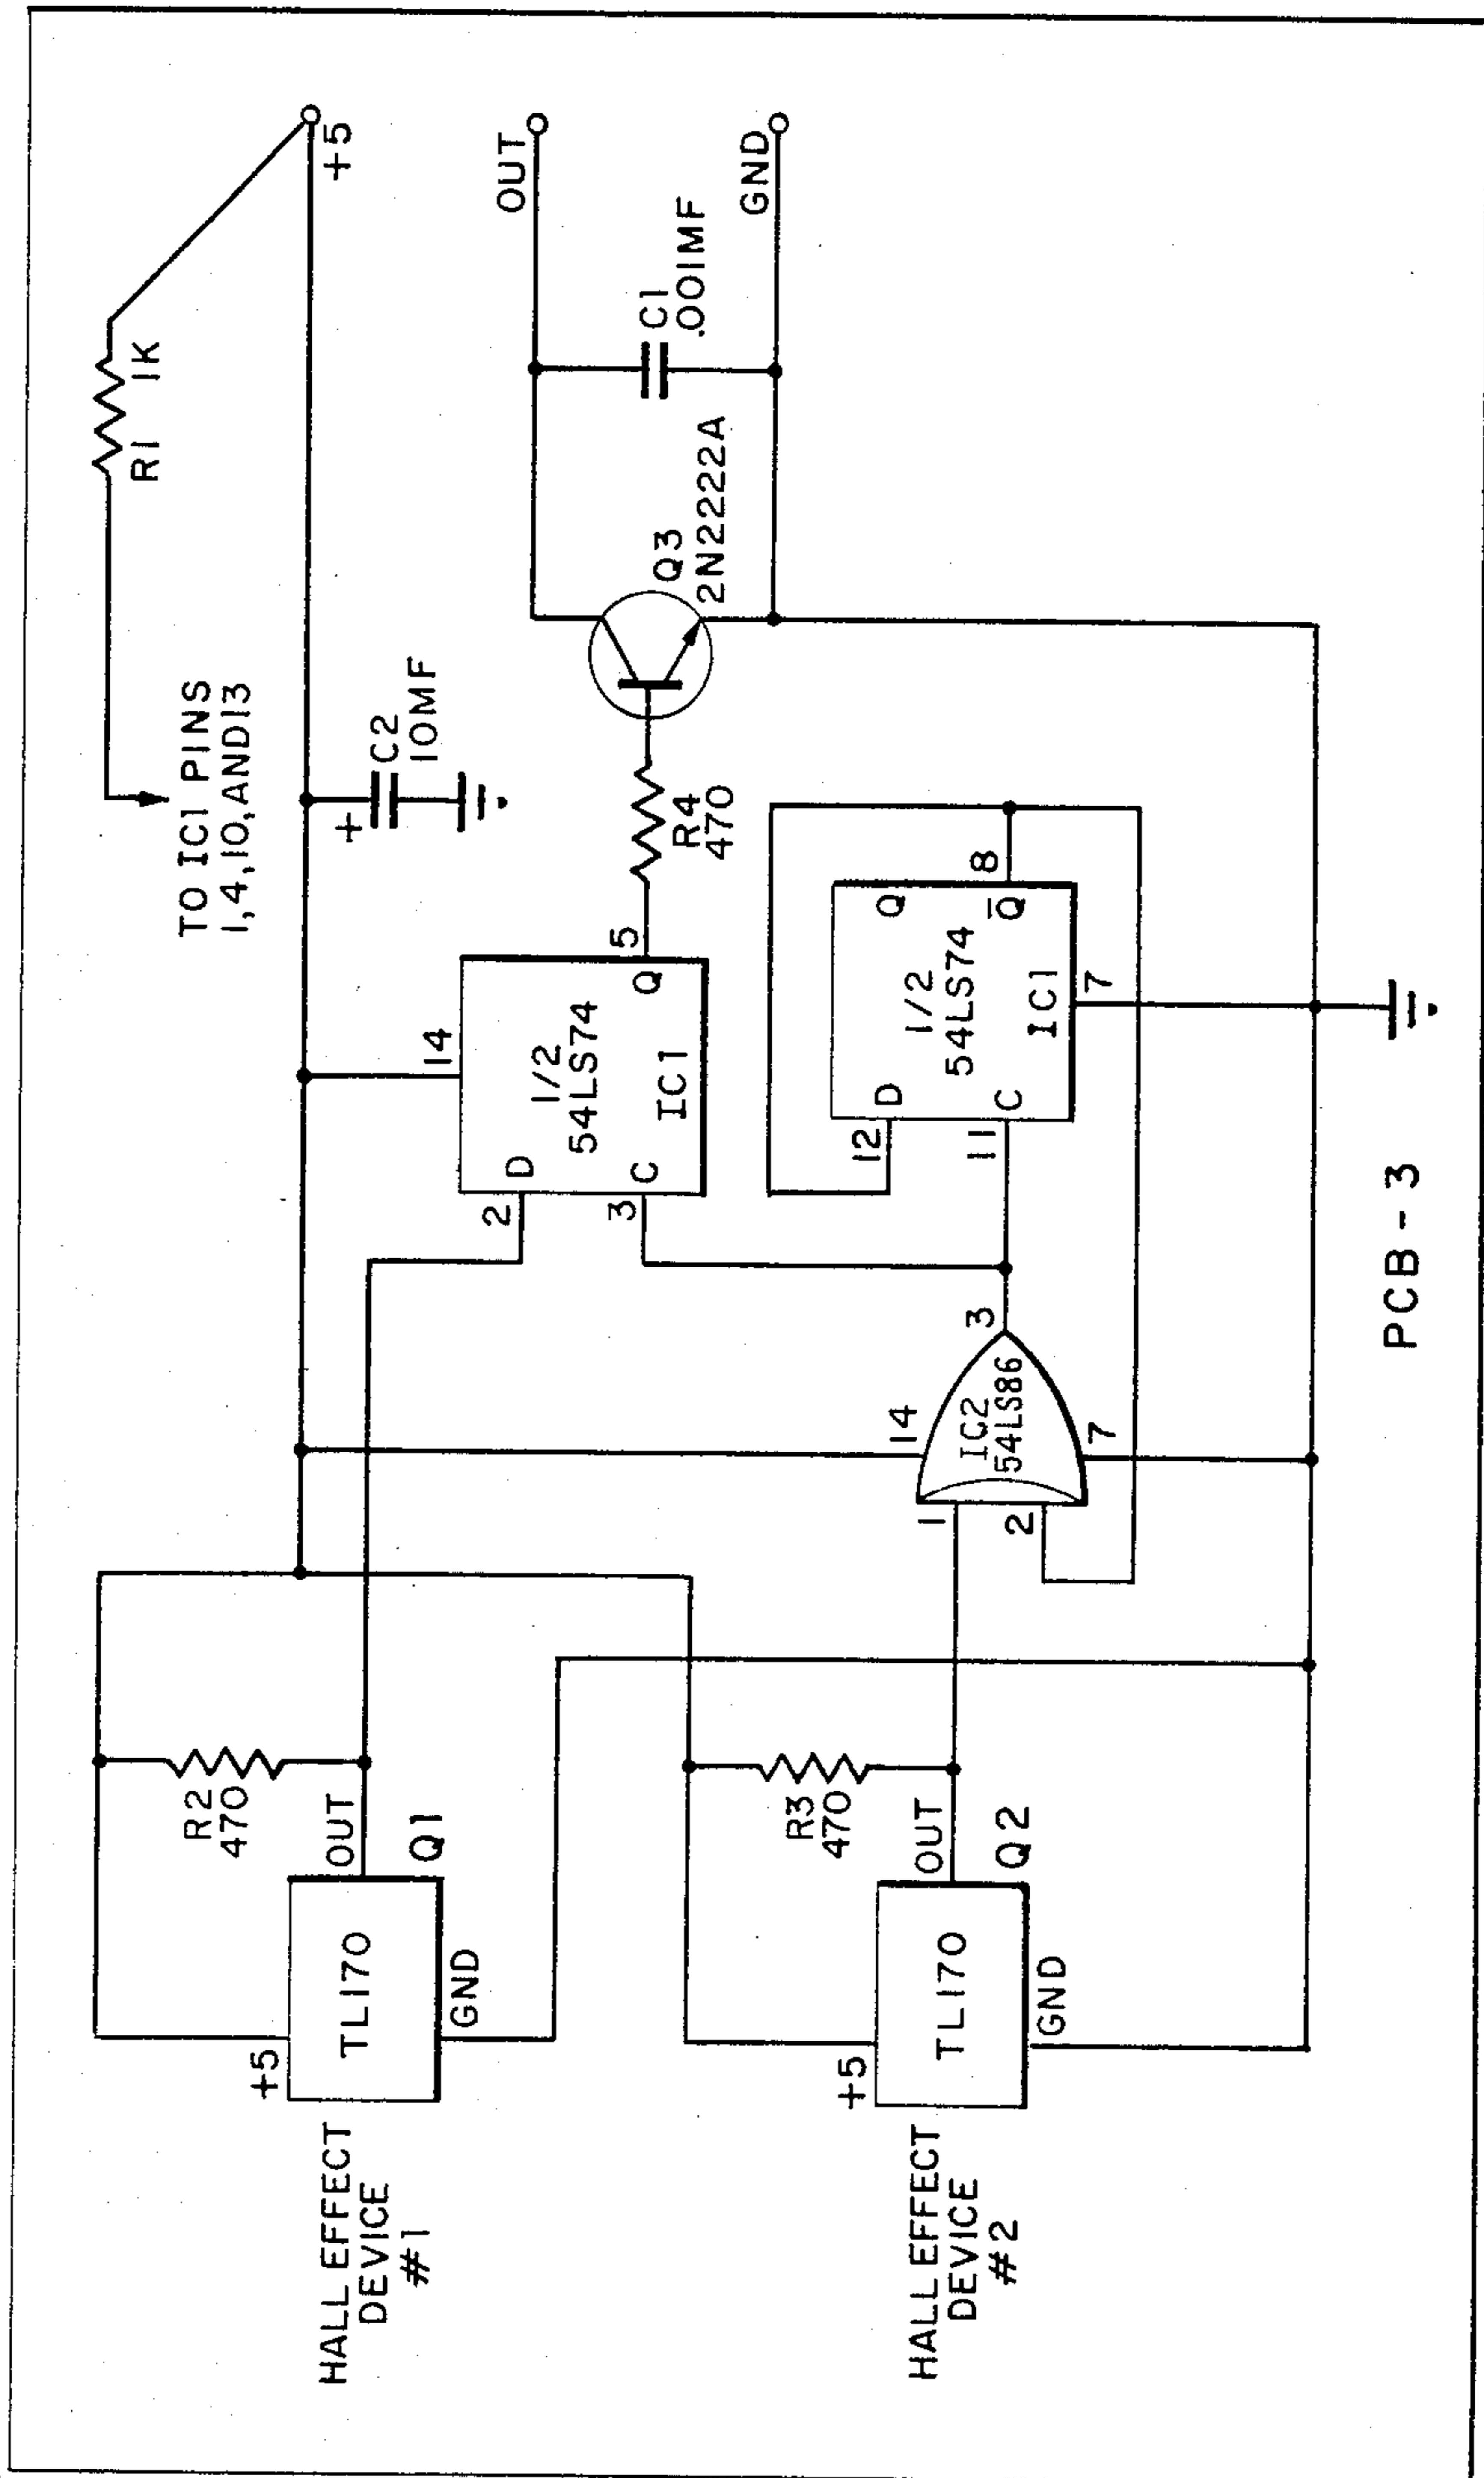 R1 1K
+5
TO IC1 PINS
1,4,10,AND13
+
C2
10MF
OUT
C1
.001MF
GND
Q3
2N2222A
R4
470
14
2
D
1/2
54LS74
Q
5
3
C
IC1
R2
470
+5
OUT
TL170
Q1
GND
HALL EFFECT
DEVICE
#1
R3
470
+5
OUT
TL170
Q2
GND
HALL EFFECT
DEVICE
#2
14
1
IC2
54LS86
3
2
7
12
D
Q
1/2
54LS74
11
C
Q̅
8
IC1
7
PCB-3